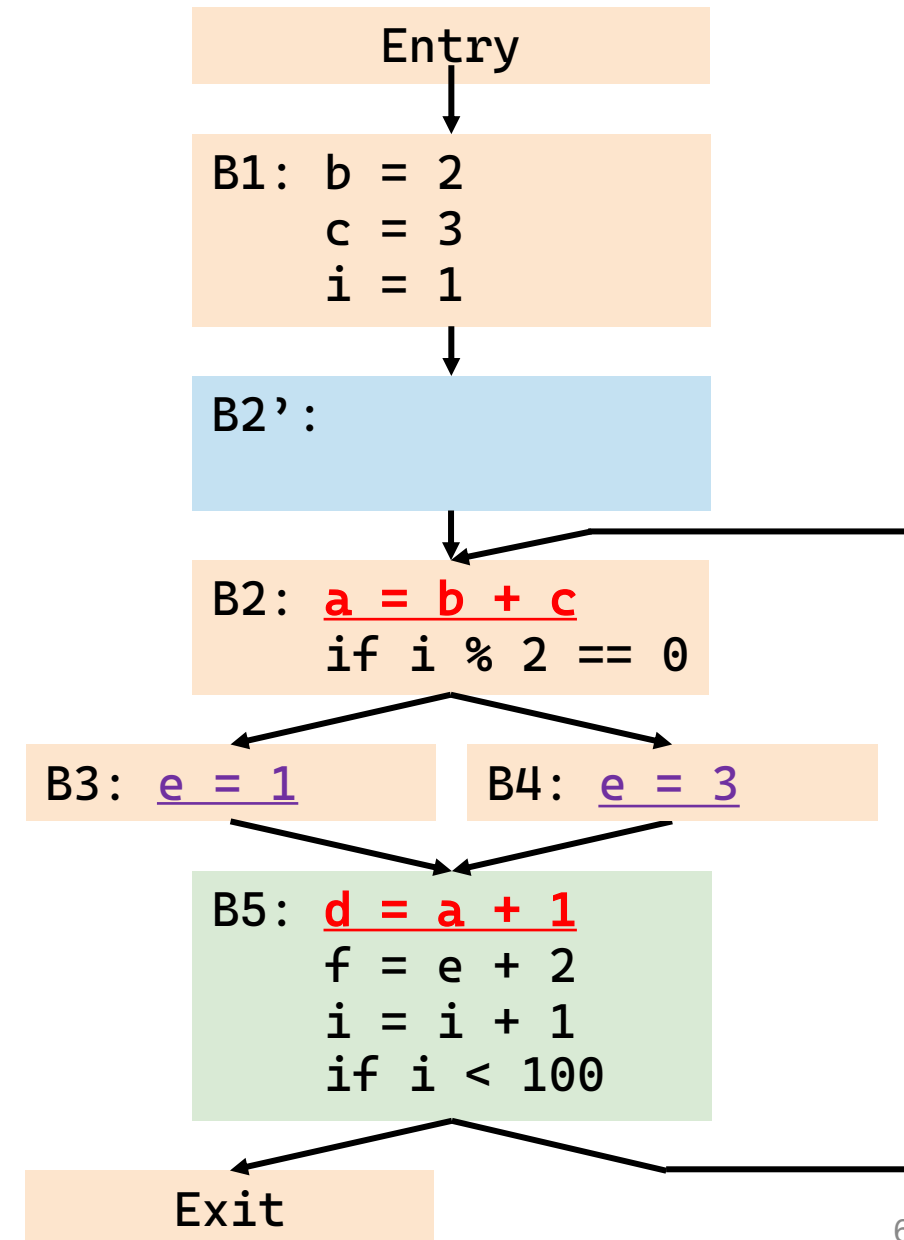 Entry
B1: b = 2
c = 3
i = 1
B2’:
B2: a = b + c
if i % 2 == 0
B3: e = 1
B4: e = 3
B5: d = a + 1
f = e + 2
i = i + 1
if i < 100
Exit